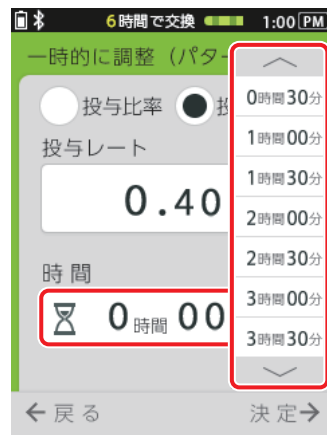 6時間で交換 1:00 PM
一時的に調整（パター
投与比率 投
投与レート
0.40
時間
0時間00
0時間30分
1時間00分
1時間30分
2時間00分
2時間30分
3時間00分
3時間30分
←戻る 決定→